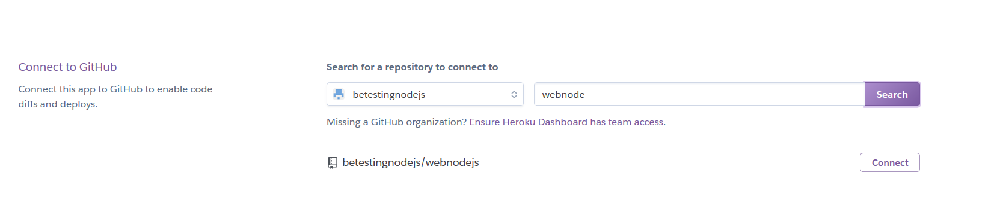 Connect to GitHub
Connect this app to GitHub to enable code
diffs and deploys.
Search for a repository to connect to
betestingnodejs
webnode
Search
Missing a GitHub organization? Ensure Heroku Dashboard has team access.
betestingnodejs/webnodejs
Connect